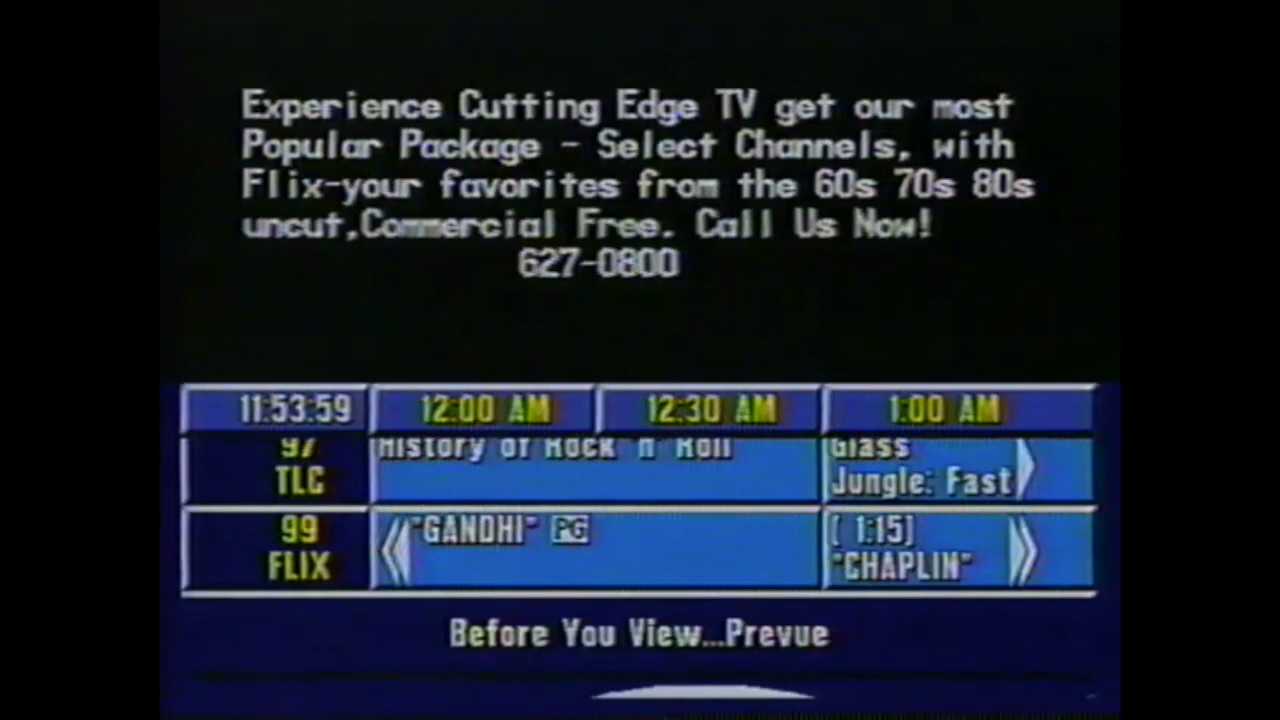 Experience Cutting Edge TV get our most
Popular Package - Select Channels, with
Flix-your favorites from the 60s 70s 80s
uncut,Commercial Free. Call Us Now!
627-0800
11:53:59 12:00 AM 12:30 AM 1:00 AM
97 History of Rock 'n' Roll Glass
TLC Jungle: Fast
99 "GANDHI" PG [ 1:15]
FLIX "CHAPLIN"
Before You View...Prevue